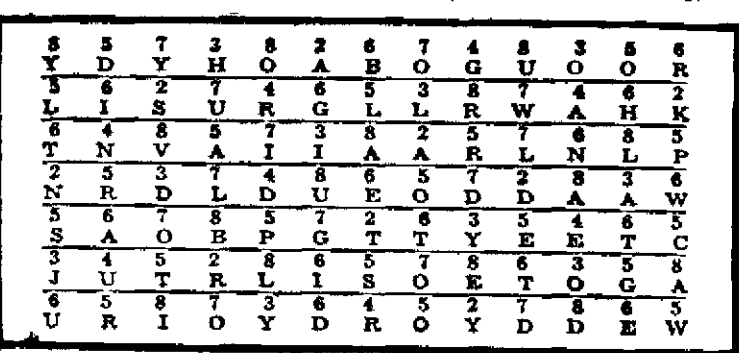 8 5 7 3 8 2 6 7 4 8 3 5 6
Y D Y H O A B O G U O O R
5 6 2 7 4 6 5 3 8 7 4 6 2
L I S U R G L L R W A H K
6 4 8 5 7 3 8 2 5 7 6 8 5
T N V A I I A A R L N L P
2 5 3 7 4 8 6 5 7 2 8 3 6
N R D L D U E O D D A A W
5 6 7 8 5 7 2 6 3 5 4 6 5
S A O B P G T T Y E E T C
3 4 5 2 8 6 5 7 8 6 3 5 8
J U T R L I S O E T O G A
6 5 8 7 3 6 4 5 2 7 8 6 5
U R I O Y D R O Y D D E W